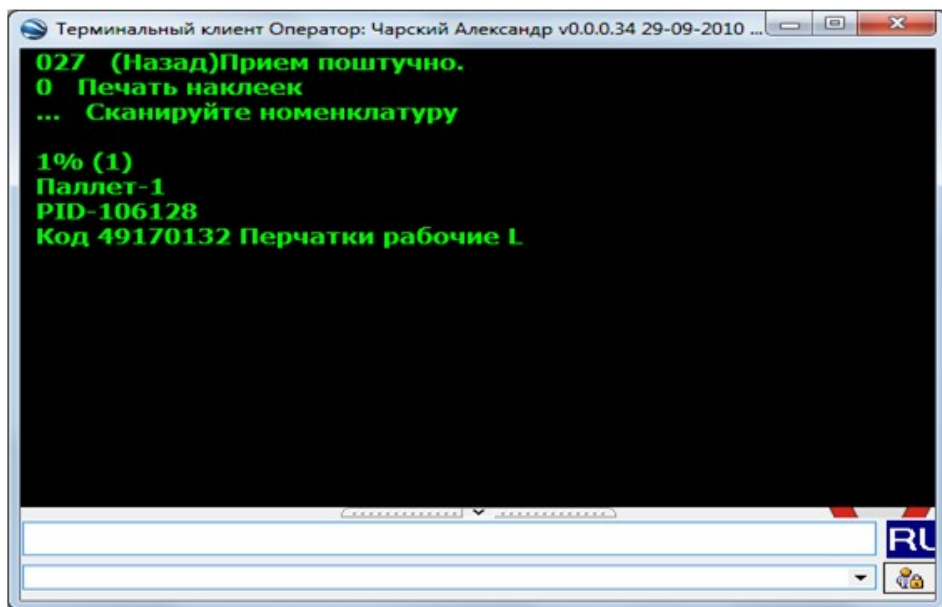 Терминальный клиент Оператор: Чарский Александр v0.0.0.34 29-09-2010 ...
027 (Назад)Прием поштучно.
0 Печать наклеек
... Сканируйте номенклатуру
1% (1)
Паллет-1
PID-106128
Код 49170132 Перчатки рабочие L
RU